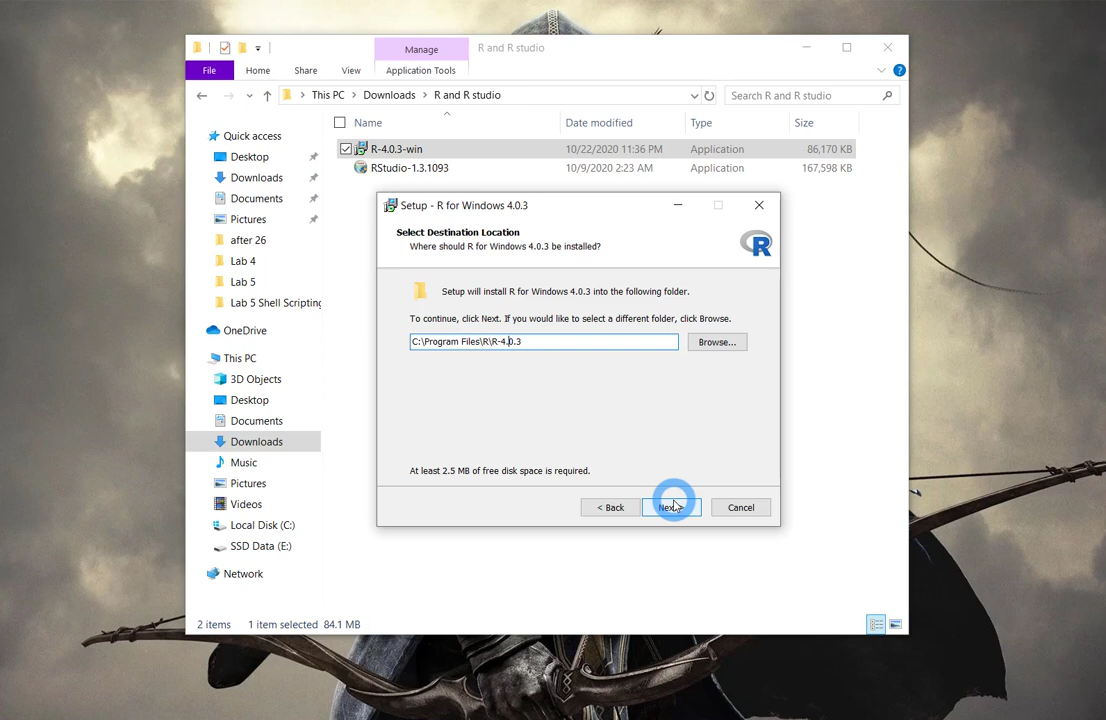 Manage
R and R studio
File
Home
Share
View
Application Tools
?
This PC
Downloads
R and R studio
Search R and R studio
Name
Date modified
Type
Size
R-4.0.3-win
10/22/2020 11:36 PM
Application
86,170 KB
RStudio-1.3.1093
10/9/2020 2:23 AM
Application
167,598 KB
Quick access
Desktop
Downloads
Documents
Pictures
after 26
Lab 4
Lab 5
Lab 5 Shell Scripting
OneDrive
This PC
3D Objects
Desktop
Documents
Downloads
Music
Pictures
Videos
Local Disk (C:)
SSD Data (E:)
Network
2 items
1 item selected
84.1 MB
Setup - R for Windows 4.0.3
Select Destination Location
Where should R for Windows 4.0.3 be installed?
R
Setup will install R for Windows 4.0.3 into the following folder.
To continue, click Next. If you would like to select a different folder, click Browse.
C:\Program Files\R\R-4.0.3
Browse...
At least 2.5 MB of free disk space is required.
< Back
Next >
Cancel